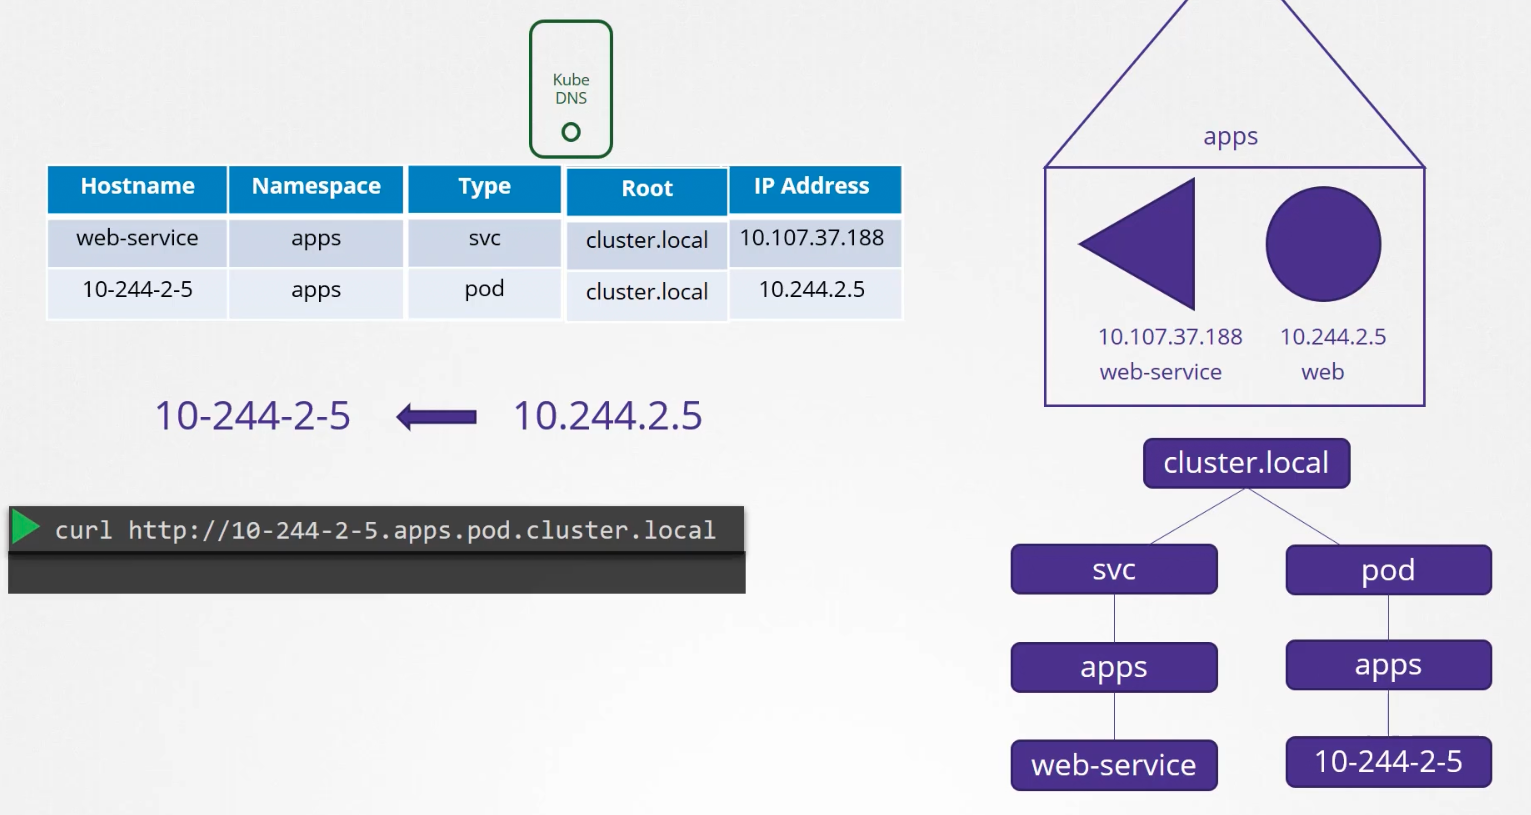 Kube
DNS
Hostname Namespace Type Root IP Address
web-service apps svc cluster.local 10.107.37.188
10-244-2-5 apps pod cluster.local 10.244.2.5
10-244-2-5 10.244.2.5
curl http://10-244-2-5.apps.pod.cluster.local
apps
10.107.37.188 10.244.2.5
web-service web
cluster.local
svc pod
apps apps
web-service 10-244-2-5